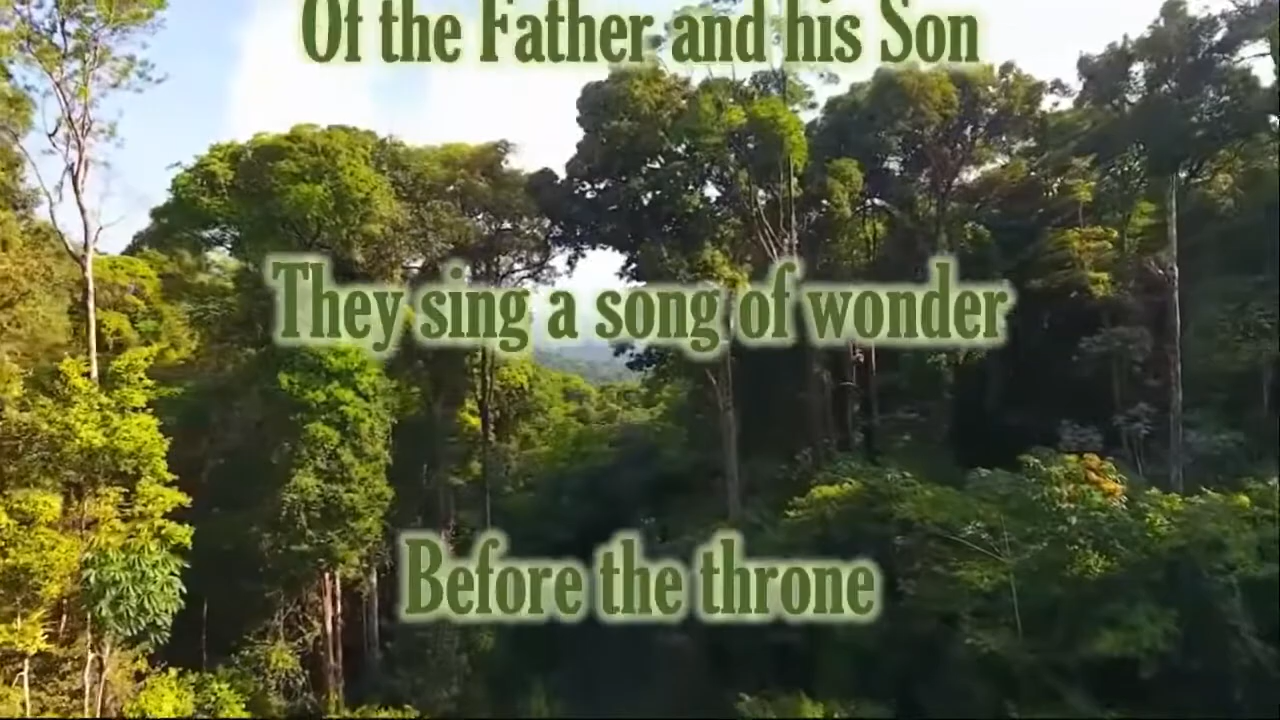 Of the Father and his Son
They sing a song of wonder
Before the throne